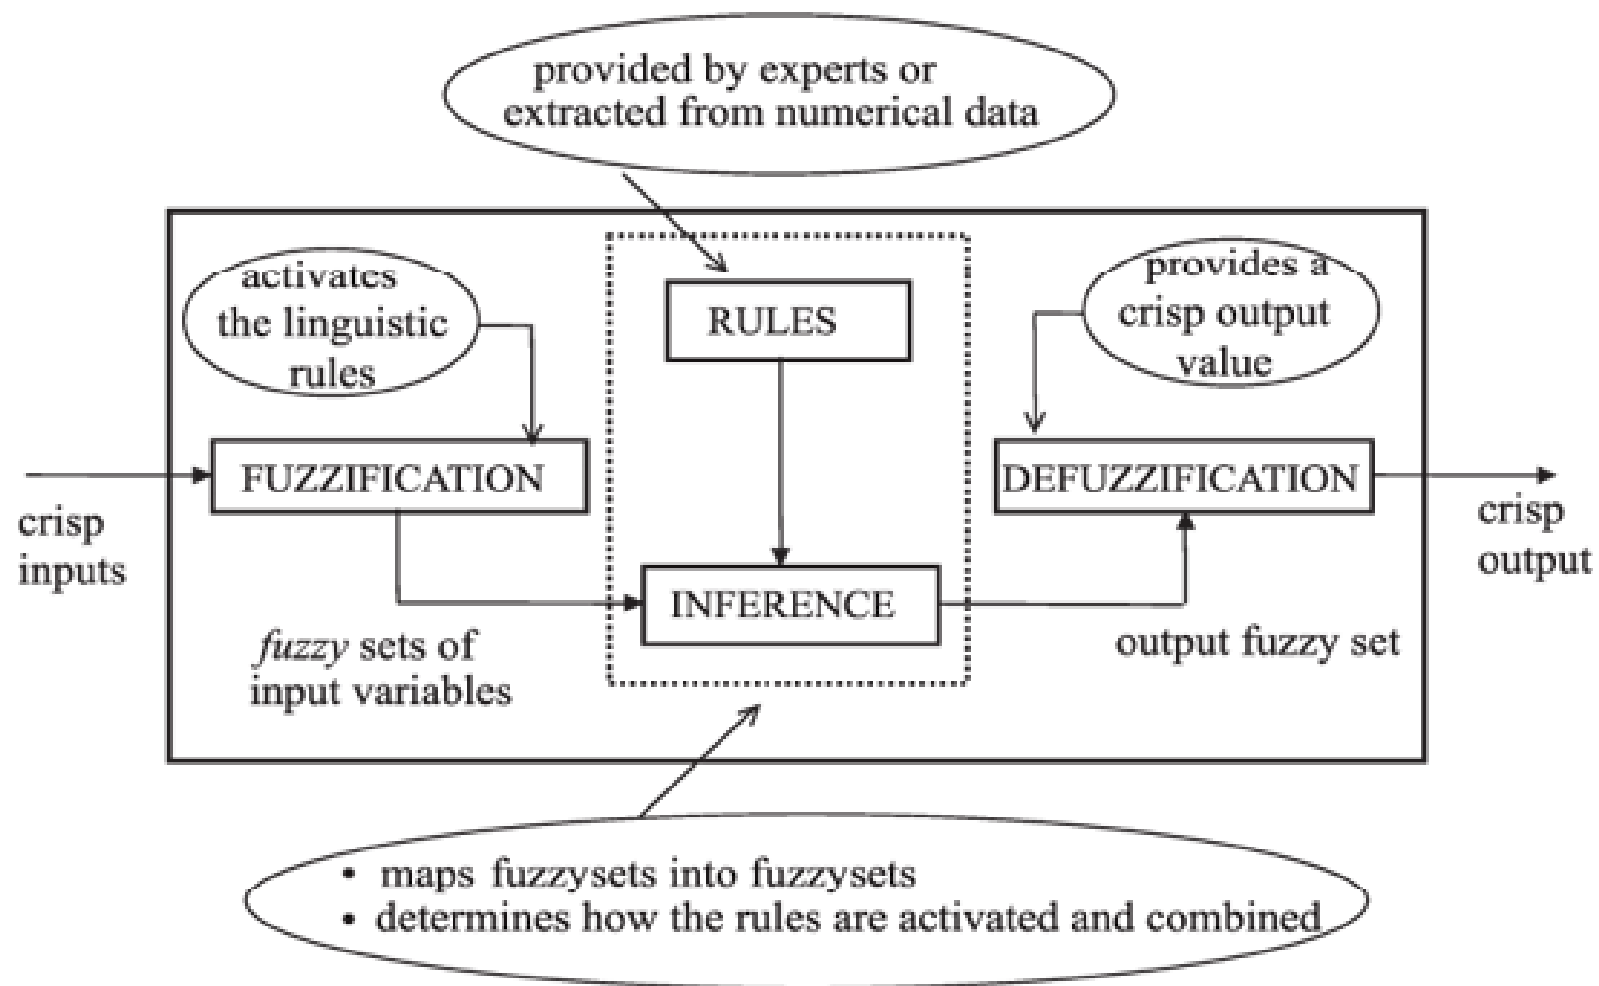 provided by experts or
extracted from numerical data
activates
the linguistic
rules
RULES
provides a
crisp output
value
FUZZIFICATION
DEFUZZIFICATION
crisp
inputs
crisp
output
INFERENCE
fuzzy sets of
input variables
output fuzzy set
• maps fuzzysets into fuzzysets
• determines how the rules are activated and combined